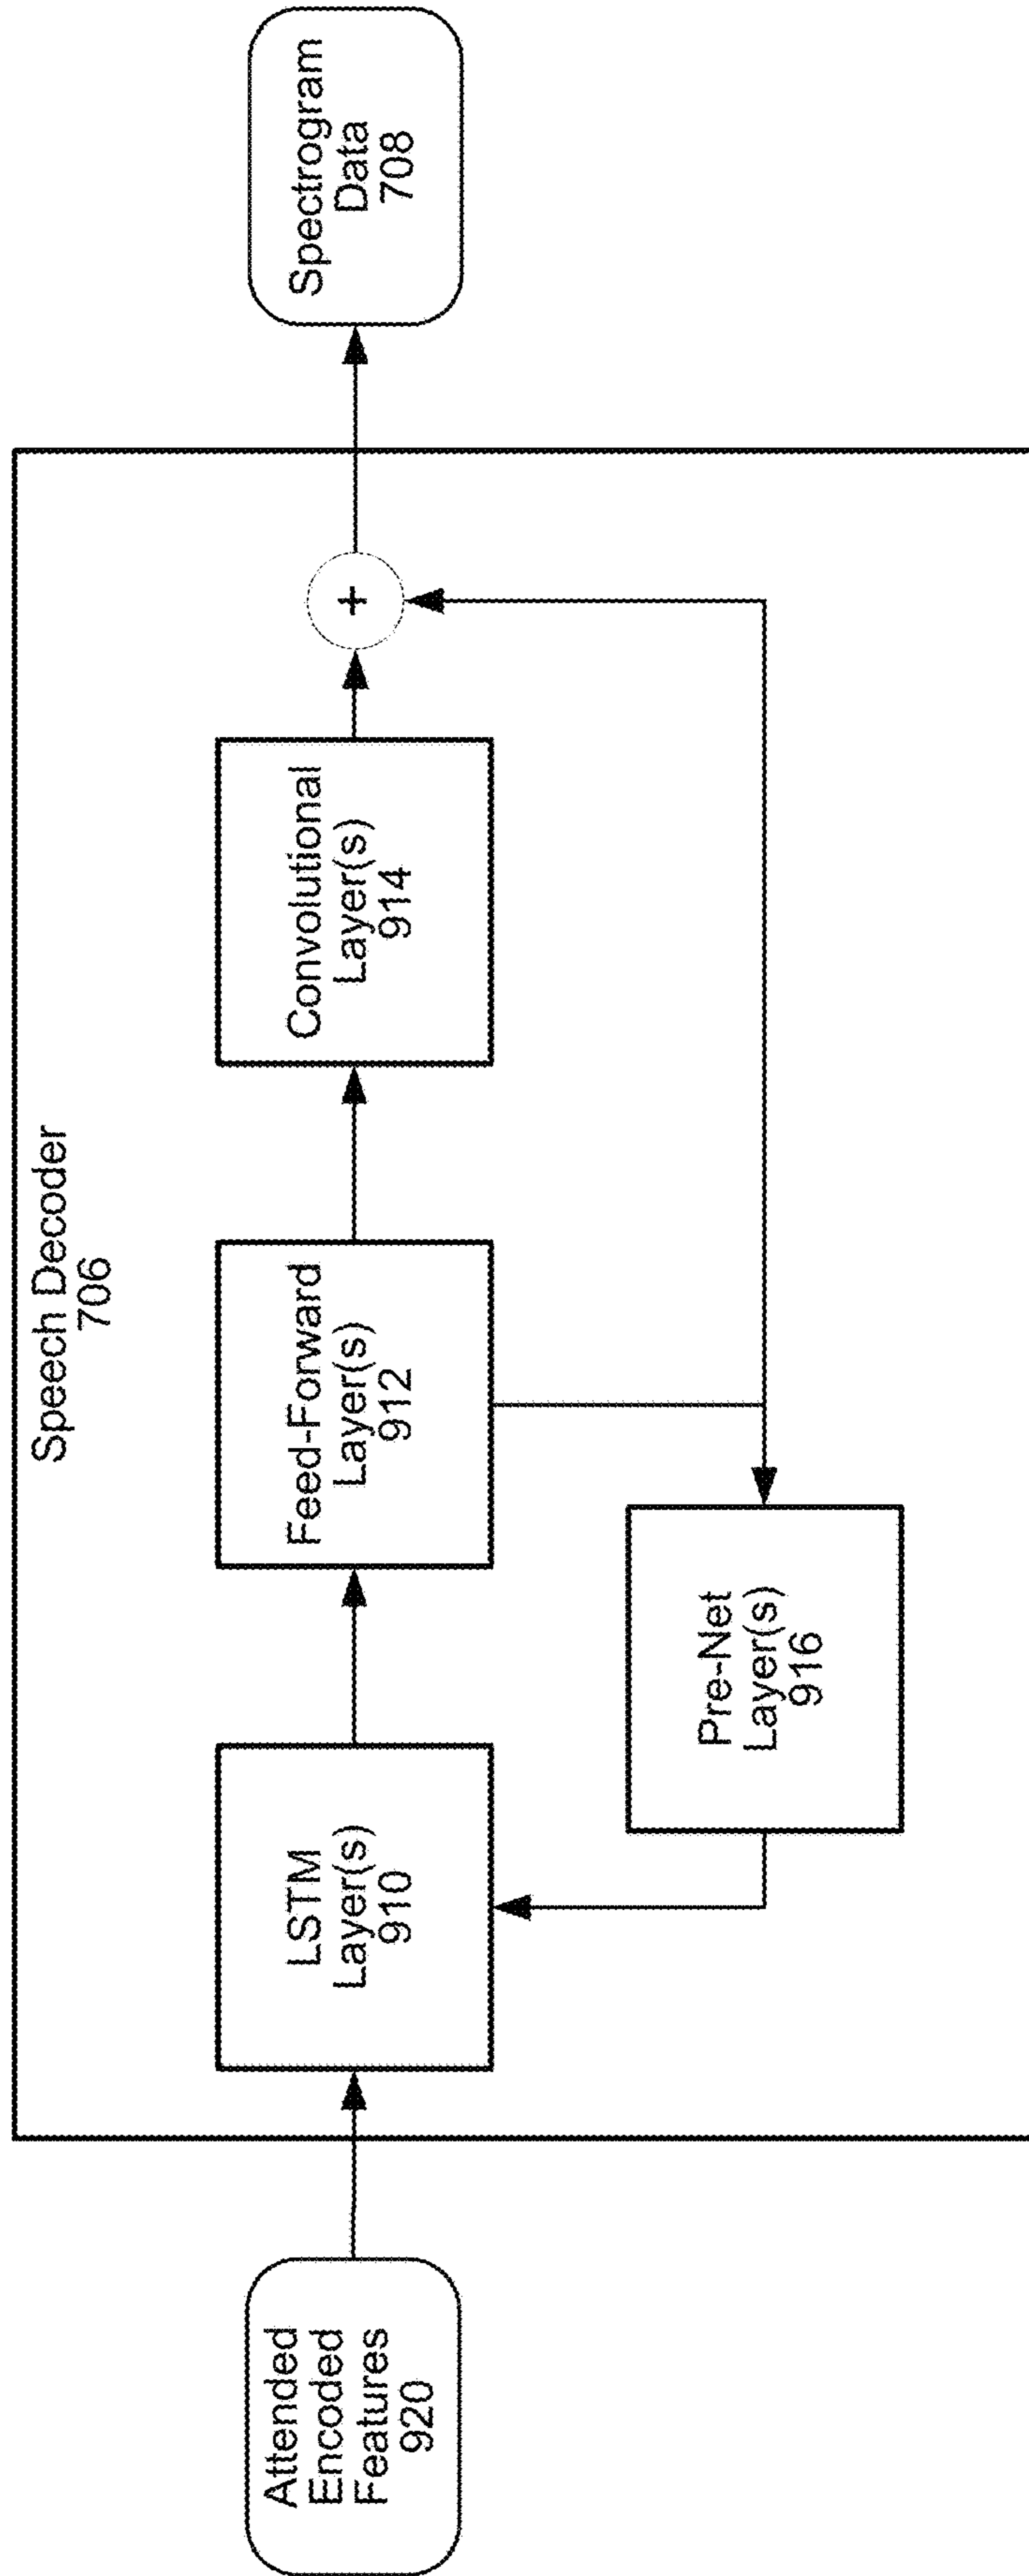 Speech Decoder
706
Attended
Encoded
Features
920
LSTM
Layer(s)
910
Feed-Forward
Layer(s)
912
Convolutional
Layer(s)
914
+
Spectrogram
Data
708
Pre-Net
Layer(s)
916